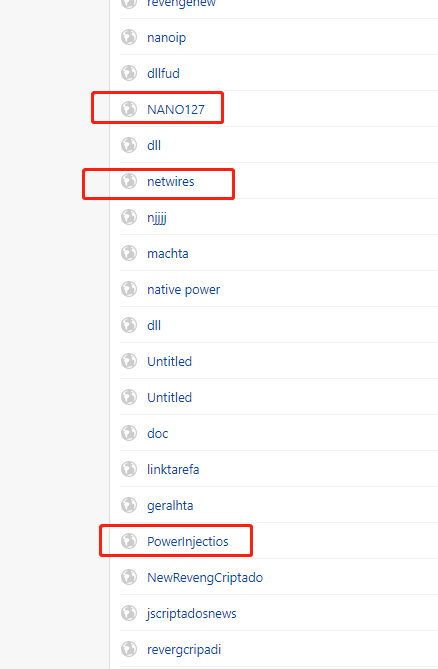 revengenew
nanoip
dllfud
NANO127
dll
netwires
njjjj
machta
native power
dll
Untitled
Untitled
doc
linktarefa
geralhta
PowerInjectios
NewRevengCriptado
jscriptadosnews
revergcripadi